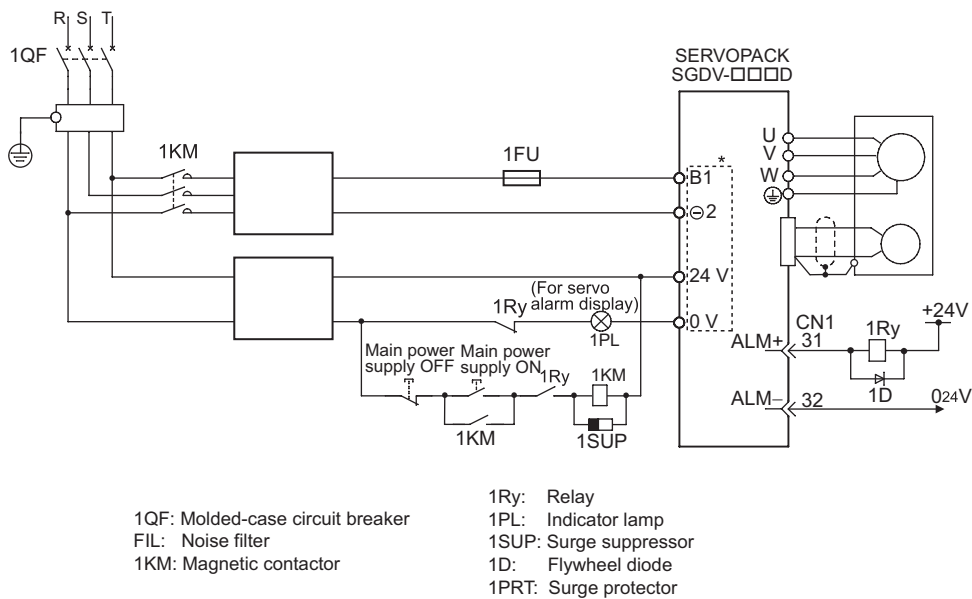 R S T
1QF
SERVOPACK
SGDV-□□□D
1KM
1FU
B1
*
⊖2
U
V
W
24 V
0 V
(For servo
alarm display)
1Ry
1PL
Main power
supply OFF
Main power
supply ON
1Ry
1KM
1KM
1SUP
CN1
ALM+
31
1Ry
+24V
1D
ALM−
32
024V
1QF: Molded-case circuit breaker
FIL: Noise filter
1KM: Magnetic contactor
1Ry: Relay
1PL: Indicator lamp
1SUP: Surge suppressor
1D: Flywheel diode
1PRT: Surge protector